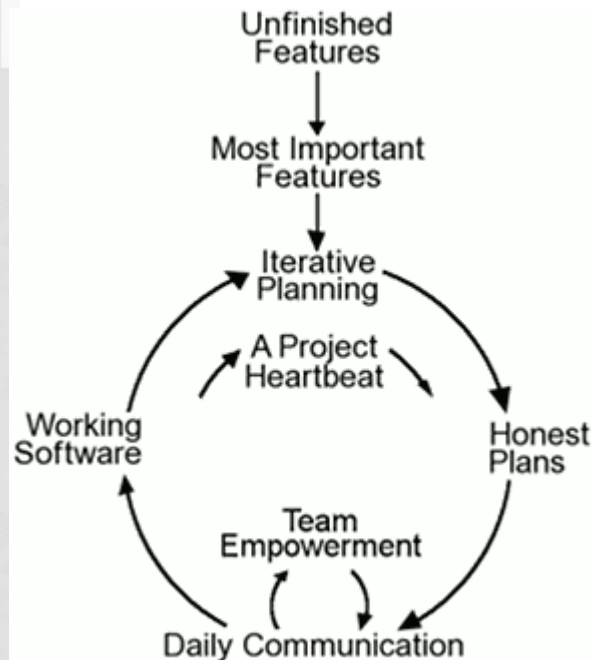 Unfinished
Features
Most Important
Features
Iterative
Planning
A Project
Heartbeat
Working
Software
Honest
Plans
Team
Empowerment
Daily Communication